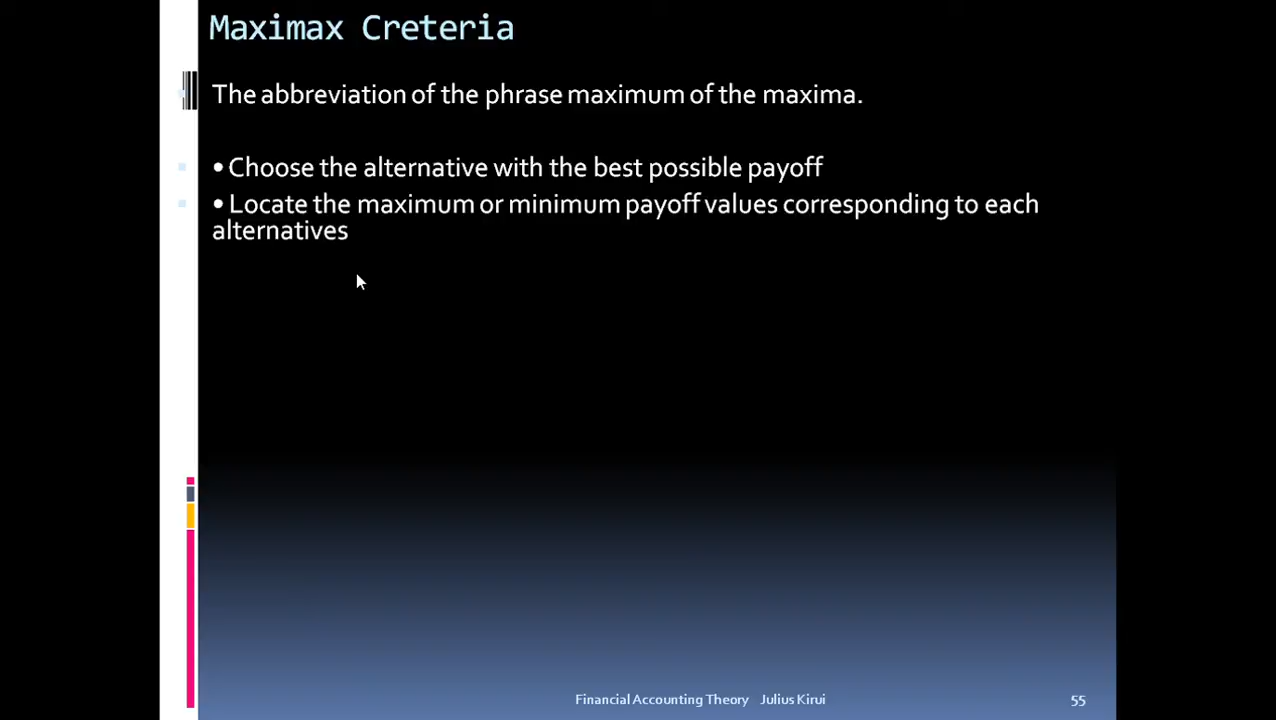 Maximax Creteria
The abbreviation of the phrase maximum of the maxima.
• Choose the alternative with the best possible payoff
• Locate the maximum or minimum payoff values corresponding to each
alternatives
Financial Accounting Theory Julius Kirui
55